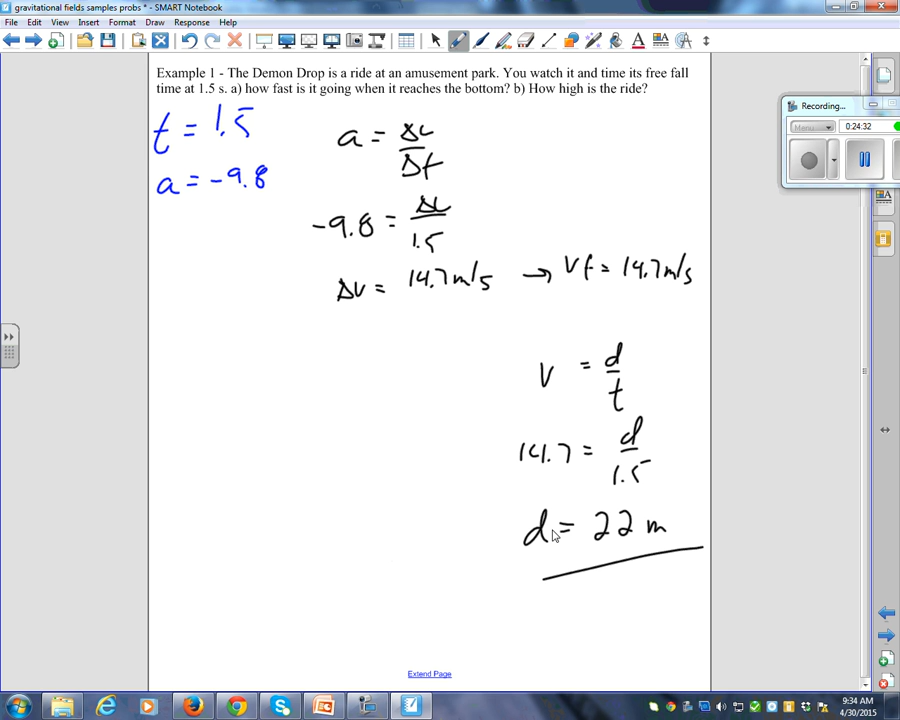 gravitational fields samples probs * - SMART Notebook
File Edit View Insert Format Draw Response Help
Recording...
Menu
0:24:32
Example 1 - The Demon Drop is a ride at an amusement park. You watch it and time its free fall
time at 1.5 s. a) how fast is it going when it reaches the bottom? b) How high is the ride?
t = 1.5
a = -9.8
a = Δv
Δt
-9.8 = Δv
1.5
Δv = 14.7 m/s → Vf = 14.7 m/s
V = d
t
14.7 = d
1.5
d = 22 m
Extend Page
9:34 AM
4/30/2015